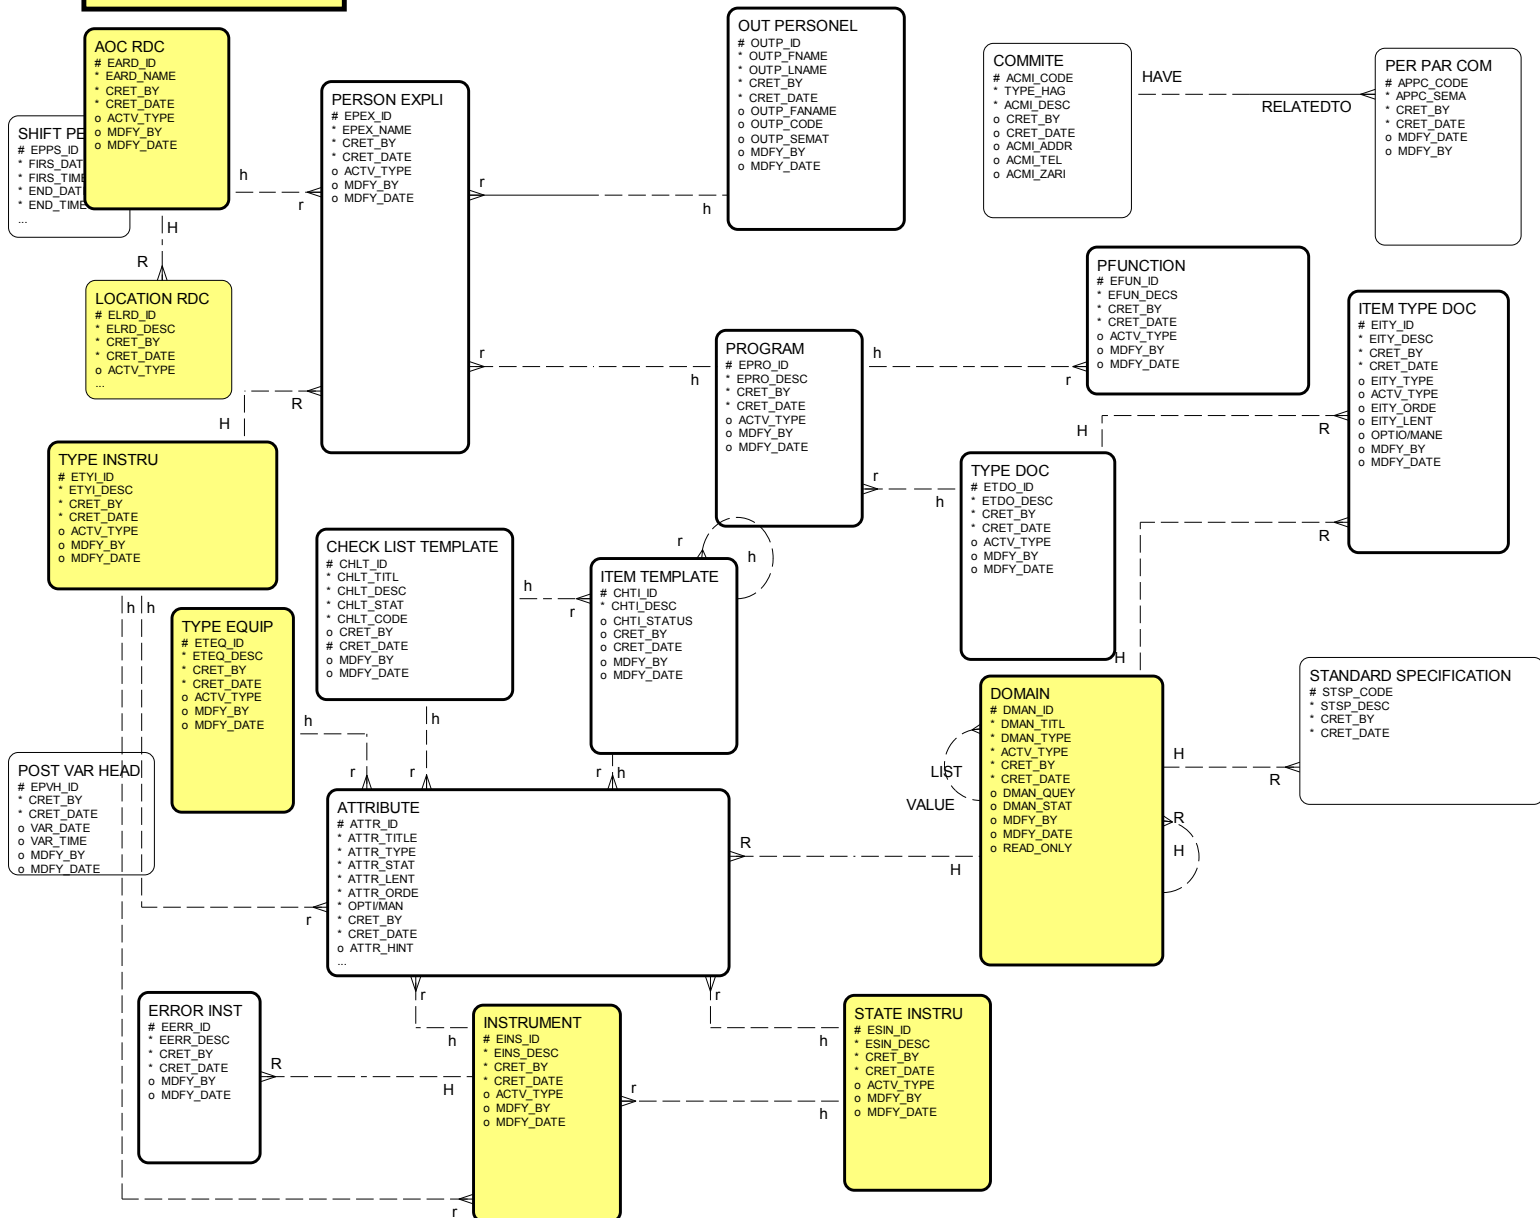 OUT PERSONEL
# OUTP_ID
* OUTP_FNAME
* OUTP_LNAME
* CRET_BY
* CRET_DATE
o OUTP_FANAME
o OUTP_CODE
o OUTP_SEMAT
o MDFY_BY
o MDFY_DATE
AOC RDC
# EARD_ID
* EARD_NAME
* CRET_BY
* CRET_DATE
o ACTV_TYPE
o MDFY_BY
o MDFY_DATE
COMMITE
# ACMI_CODE
* TYPE_HAG
* ACMI_DESC
o CRET_BY
o CRET_DATE
o ACMI_ADDR
o ACMI_TEL
o ACMI_ZARI
HAVE
RELATEDTO
PER PAR COM
# APPC_CODE
* APPC_SEMA
* CRET_BY
* CRET_DATE
o MDFY_DATE
o MDFY_BY
PERSON EXPLI
# EPEX_ID
* EPEX_NAME
* CRET_BY
* CRET_DATE
o ACTV_TYPE
o MDFY_BY
o MDFY_DATE
SHIFT PE
# EPPS_ID
* FIRS_DAT
* FIRS_TIME
* END_DAT
* END_TIME
...
h
r
r
h
H
R
LOCATION RDC
# ELRD_ID
* ELRD_DESC
* CRET_BY
* CRET_DATE
o ACTV_TYPE
...
PFUNCTION
# EFUN_ID
* EFUN_DECS
* CRET_BY
* CRET_DATE
o ACTV_TYPE
o MDFY_BY
o MDFY_DATE
ITEM TYPE DOC
# EITY_ID
* EITY_DESC
* CRET_BY
* CRET_DATE
o EITY_TYPE
o ACTV_TYPE
o EITY_ORDE
o EITY_LENT
o OPTIO/MANE
o MDFY_BY
o MDFY_DATE
PROGRAM
# EPRO_ID
* EPRO_DESC
* CRET_BY
* CRET_DATE
o ACTV_TYPE
o MDFY_BY
o MDFY_DATE
r
h
h
r
H
R
H
R
TYPE INSTRU
# ETYI_ID
* ETYI_DESC
* CRET_BY
* CRET_DATE
o ACTV_TYPE
o MDFY_BY
o MDFY_DATE
TYPE DOC
# ETDO_ID
* ETDO_DESC
* CRET_BY
* CRET_DATE
o ACTV_TYPE
o MDFY_BY
o MDFY_DATE
r
h
R
H
CHECK LIST TEMPLATE
# CHLT_ID
* CHLT_TITL
* CHLT_DESC
* CHLT_STAT
* CHLT_CODE
o CRET_BY
# CRET_DATE
o MDFY_BY
o MDFY_DATE
r
h
ITEM TEMPLATE
# CHTI_ID
* CHTI_DESC
o CHTI_STATUS
o CRET_BY
o CRET_DATE
o MDFY_BY
o MDFY_DATE
h
r
h
h
TYPE EQUIP
# ETEQ_ID
* ETEQ_DESC
* CRET_BY
* CRET_DATE
o ACTV_TYPE
o MDFY_BY
o MDFY_DATE
h
r
h
r
r
h
STANDARD SPECIFICATION
# STSP_CODE
* STSP_DESC
* CRET_BY
* CRET_DATE
DOMAIN
# DMAN_ID
* DMAN_TITL
* DMAN_TYPE
* ACTV_TYPE
* CRET_BY
* CRET_DATE
o DMAN_QUEY
o DMAN_STAT
o MDFY_BY
o MDFY_DATE
o READ_ONLY
LIST
VALUE
H
R
R
H
POST VAR HEAD
# EPVH_ID
* CRET_BY
* CRET_DATE
o VAR_DATE
o VAR_TIME
o MDFY_BY
o MDFY_DATE
ATTRIBUTE
# ATTR_ID
* ATTR_TITLE
* ATTR_TYPE
* ATTR_STAT
* ATTR_LENT
* ATTR_ORDE
* OPTI/MAN
* CRET_BY
* CRET_DATE
o ATTR_HINT
...
R
H
r
r
h
r
h
ERROR INST
# EERR_ID
* EERR_DESC
* CRET_BY
* CRET_DATE
o MDFY_BY
o MDFY_DATE
R
H
INSTRUMENT
# EINS_ID
* EINS_DESC
* CRET_BY
* CRET_DATE
o ACTV_TYPE
o MDFY_BY
o MDFY_DATE
r
h
r
STATE INSTRU
# ESIN_ID
* ESIN_DESC
* CRET_BY
* CRET_DATE
o ACTV_TYPE
o MDFY_BY
o MDFY_DATE